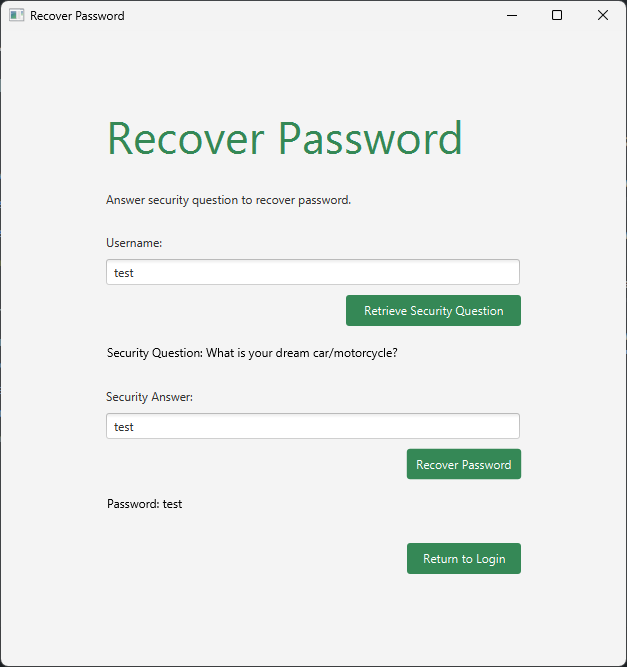 Recover Password
Recover Password
Answer security question to recover password.
Username:
test
Retrieve Security Question
Security Question: What is your dream car/motorcycle?
Security Answer:
test
Recover Password
Password: test
Return to Login